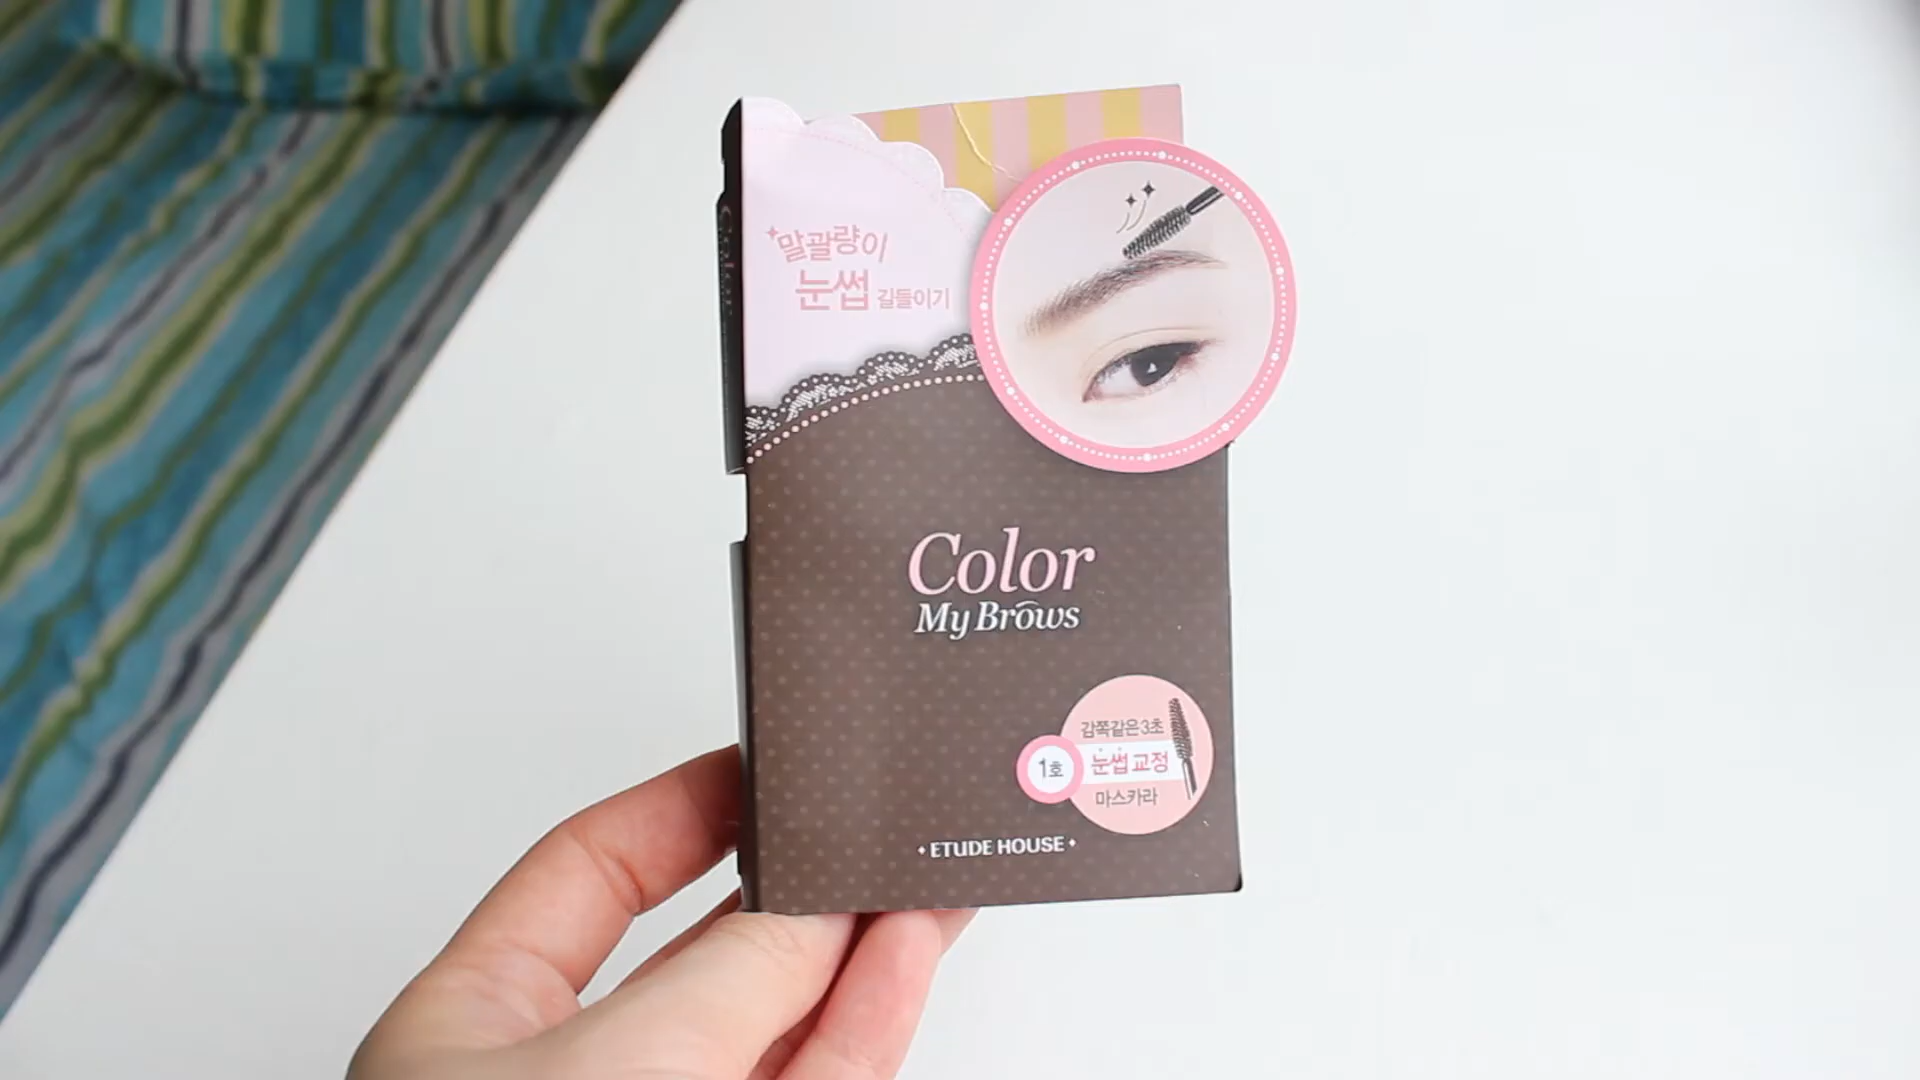 말괄량이
눈썹 길들이기
Color
My Brows
감쪽같은 3초
1호 눈썹 교정
마스카라
ETUDE HOUSE
Color